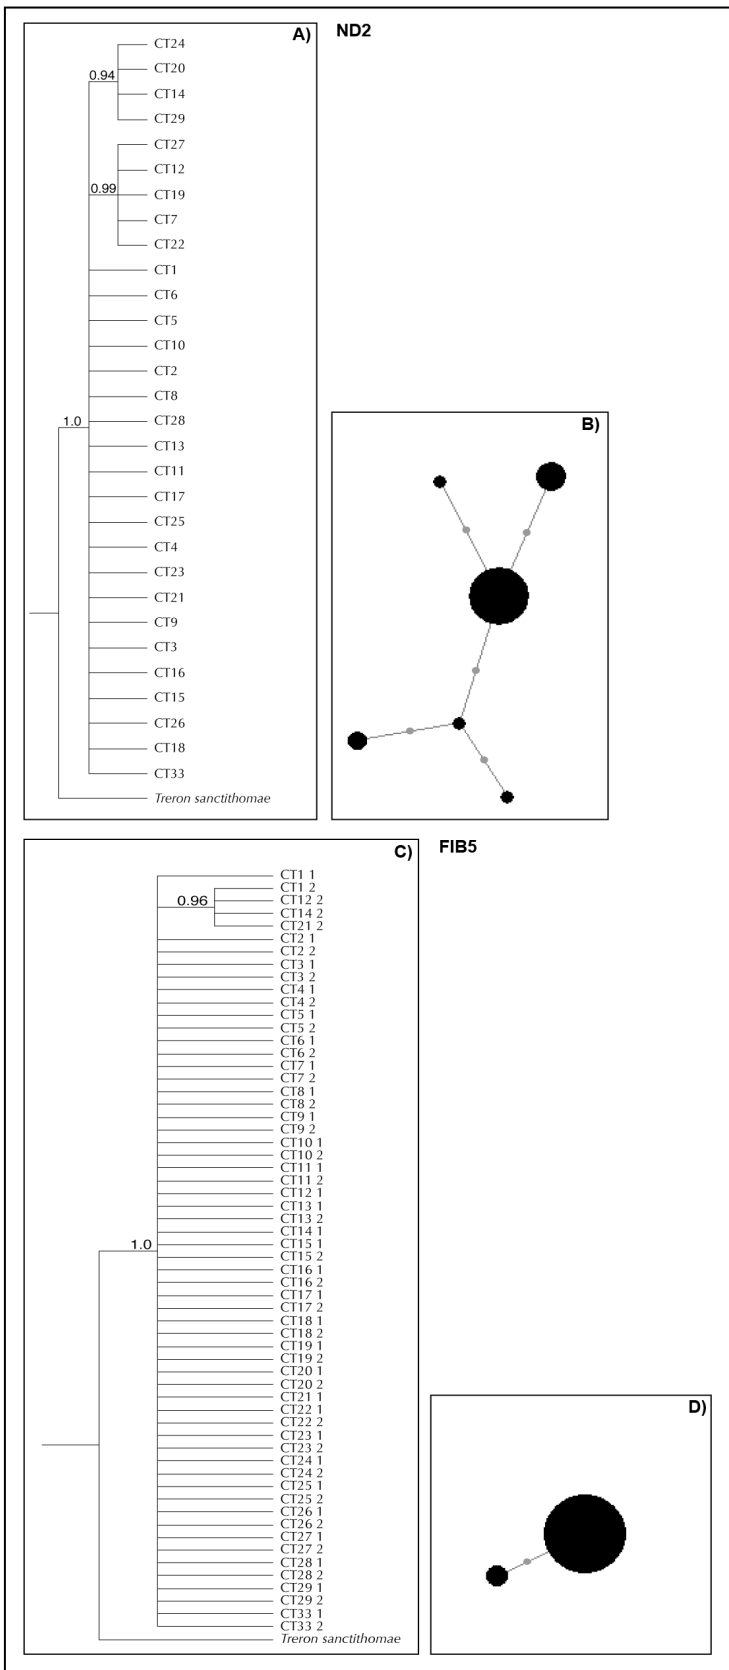 A) ND2
CT24
CT20
0.94
CT14
CT29
CT27
CT12
0.99
CT19
CT7
CT22
CT1
CT6
CT5
CT10
CT2
CT8
1.0
CT28
CT13
CT11
CT17
CT25
CT4
CT23
CT21
CT9
CT3
CT16
CT15
CT26
CT18
CT33
Treron sanctithomae
B)
C) FIB5
CT1 1
CT1 2
0.96
CT12 2
CT14 2
CT21 2
CT2 1
CT2 2
CT3 1
CT3 2
CT4 1
CT4 2
CT5 1
CT5 2
CT6 1
CT6 2
CT7 1
CT7 2
CT8 1
CT8 2
CT9 1
CT9 2
CT10 1
CT10 2
CT11 1
CT11 2
CT12 1
CT13 1
CT13 2
CT14 1
1.0
CT15 1
CT15 2
CT16 1
CT16 2
CT17 1
CT17 2
CT18 1
CT18 2
CT19 1
CT19 2
CT20 1
CT20 2
CT21 1
CT22 1
CT22 2
CT23 1
CT23 2
CT24 1
CT24 2
CT25 1
CT25 2
CT26 1
CT26 2
CT27 1
CT27 2
CT28 1
CT28 2
CT29 1
CT29 2
CT33 1
CT33 2
Treron sanctithomae
D)